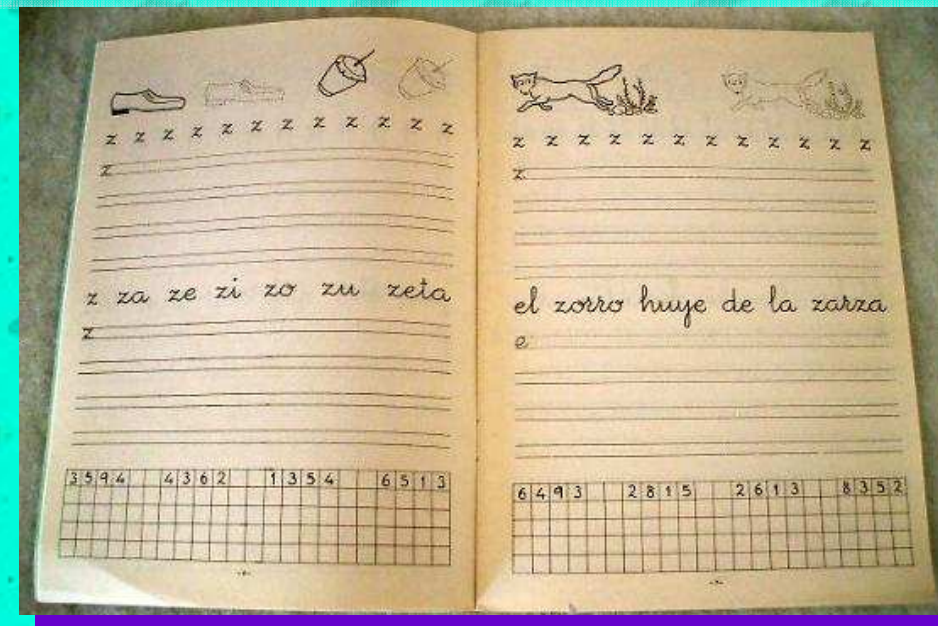 z z z z z z z z z z z z
z
z za ze zi zo zu zeta
z
3 5 9 4 4 3 6 2 1 3 5 4 6 5 1 3
z z z z z z z z z z z z
z
el zorro huye de la zarza
e
6 4 9 3 2 8 1 5 2 6 1 3 8 3 5 2